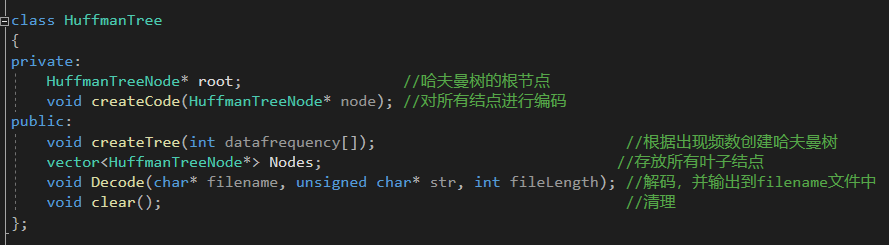 class HuffmanTree
{
private:
HuffmanTreeNode* root; //哈夫曼树的根节点
void createCode(HuffmanTreeNode* node); //对所有结点进行编码
public:
void createTree(int datafrequency[]); //根据出现频数创建哈夫曼树
vector<HuffmanTreeNode*> Nodes; //存放所有叶子结点
void Decode(char* filename, unsigned char* str, int fileLength); //解码，并输出到filename文件中
void clear(); //清理
};